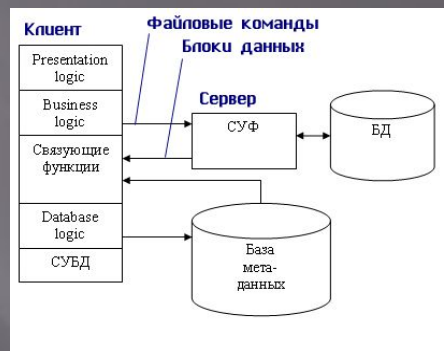 Файловые команды
Клиент
Блоки данных
Presentation
logic
Business
logic
Сервер
СУФ
БД
Связующие
функции
Database
logic
СУБД
База
мета-
данных